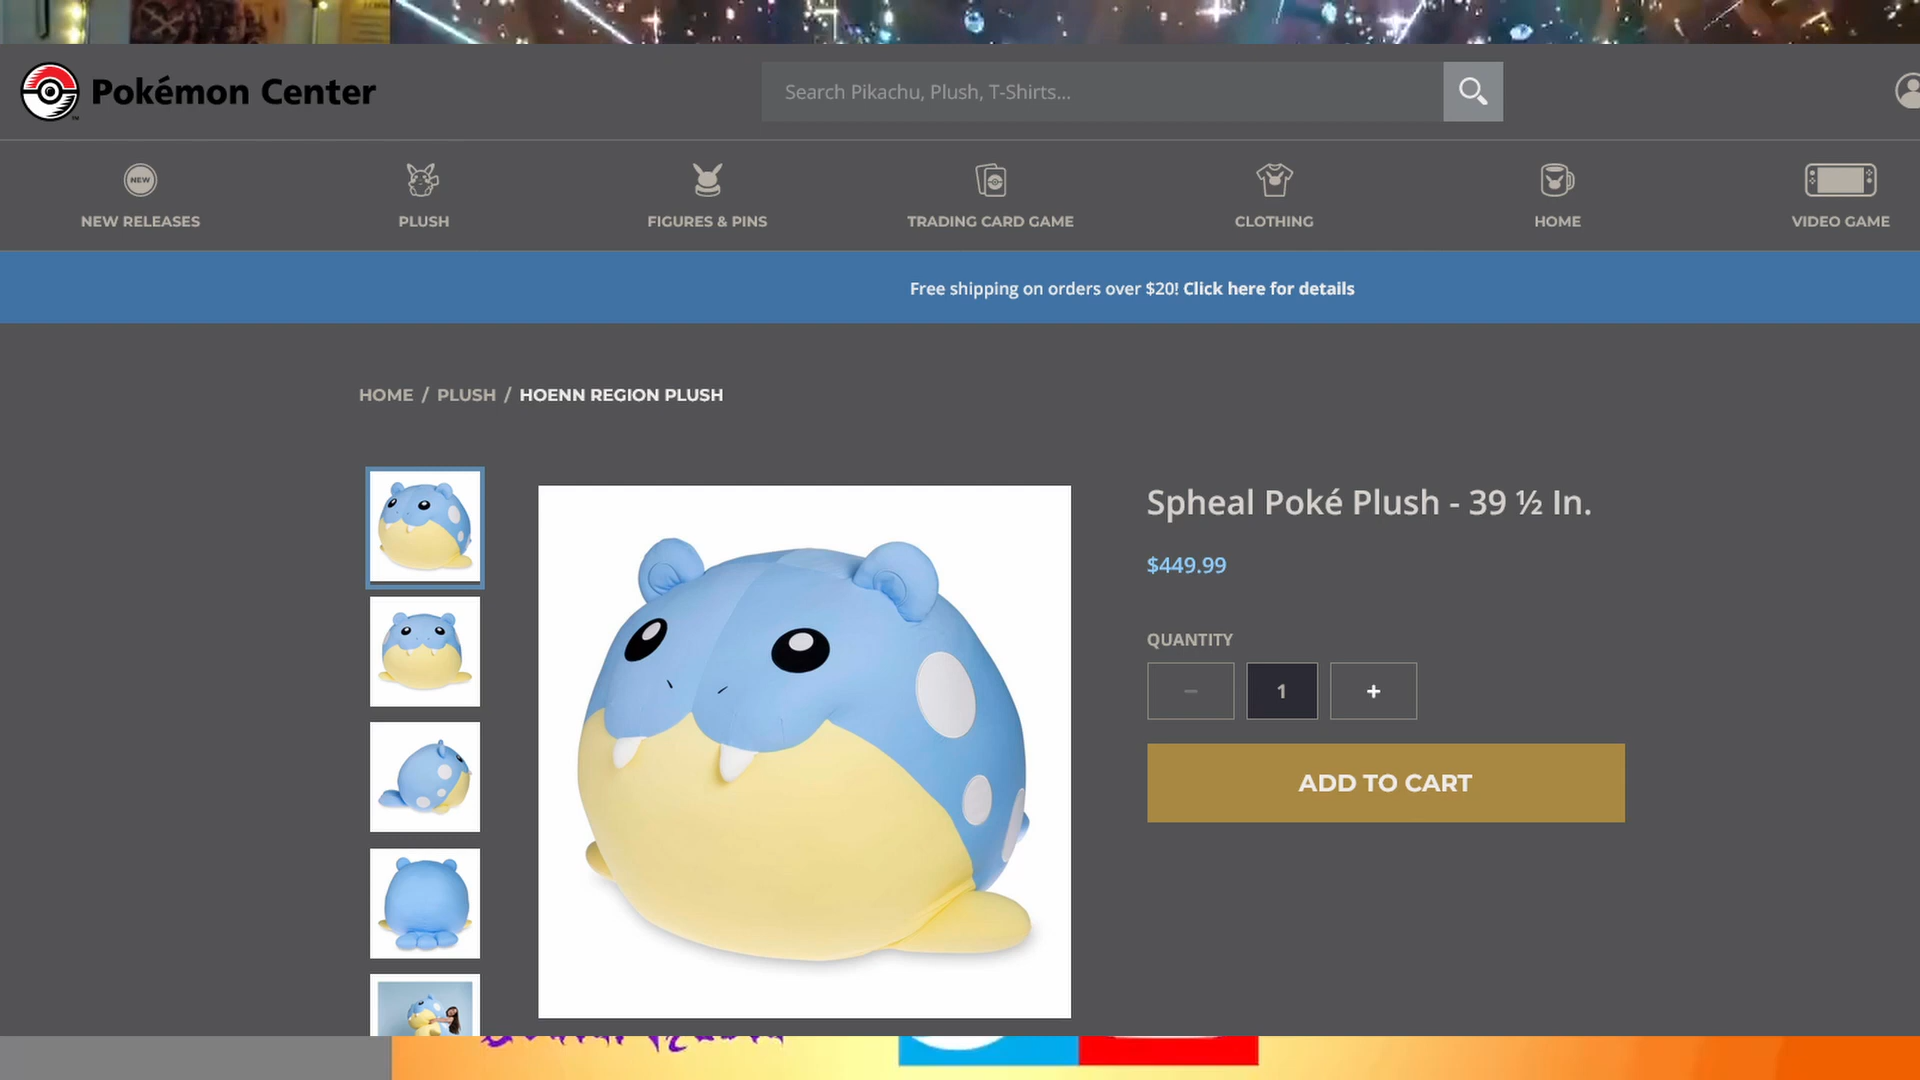 Pokémon Center
TM
Search Pikachu, Plush, T-Shirts...
NEW
NEW RELEASES
PLUSH
FIGURES & PINS
TRADING CARD GAME
CLOTHING
HOME
VIDEO GAME
Free shipping on orders over $20! Click here for details
HOME / PLUSH / HOENN REGION PLUSH
Spheal Poké Plush - 39 ½ In.
$449.99
QUANTITY
− 1 +
ADD TO CART